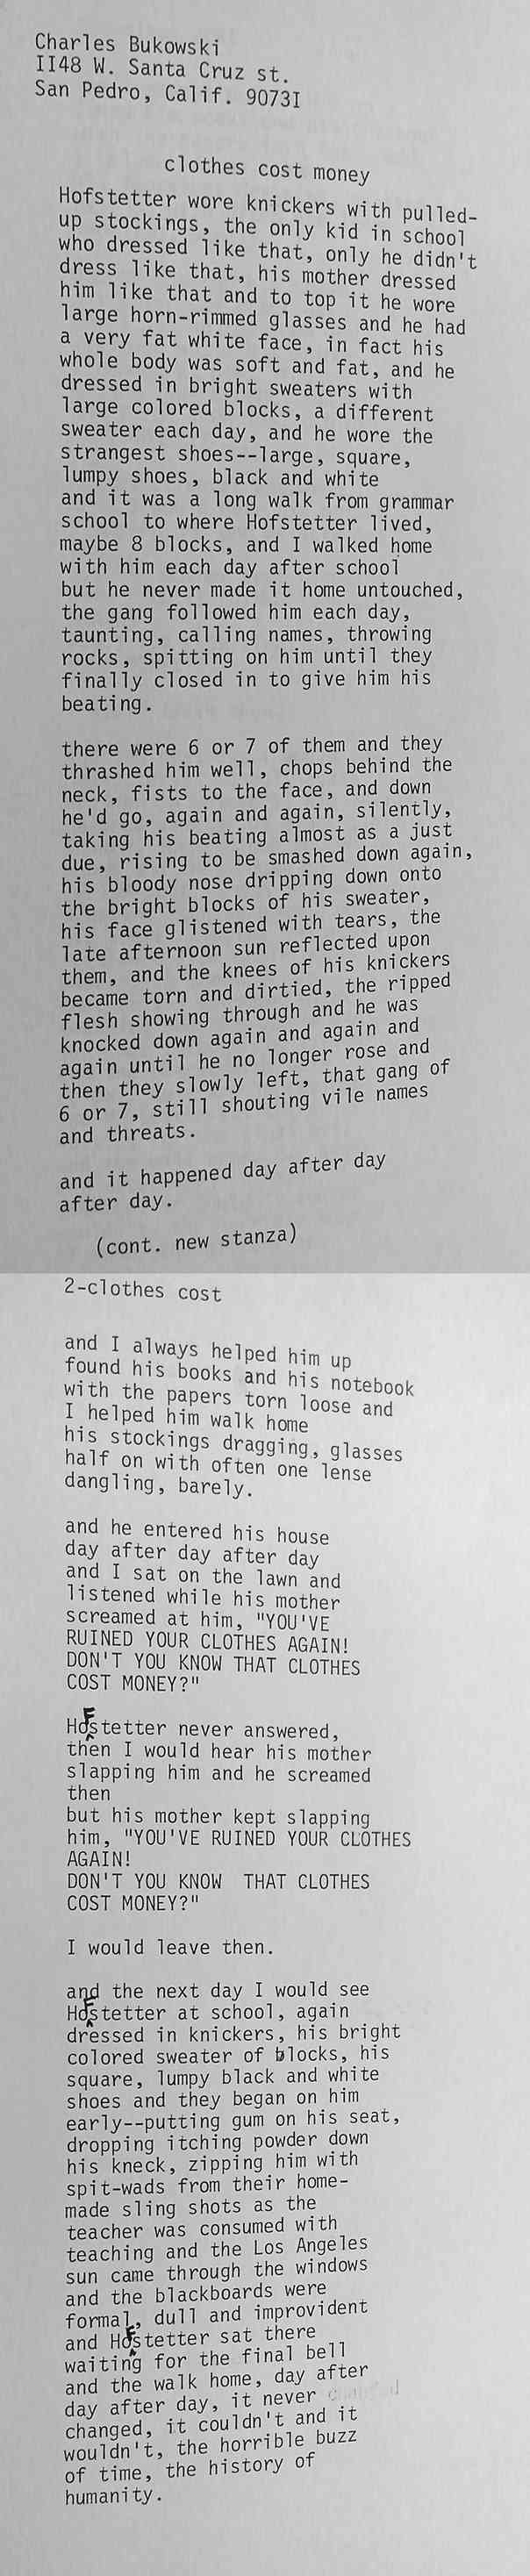 Charles Bukowski
II48 W. Santa Cruz st.
San Pedro, Calif. 9073I
clothes cost money
Hofstetter wore knickers with pulled-
up stockings, the only kid in school
who dressed like that, only he didn't
dress like that, his mother dressed
him like that and to top it he wore
large horn-rimmed glasses and he had
a very fat white face, in fact his
whole body was soft and fat, and he
dressed in bright sweaters with
large colored blocks, a different
sweater each day, and he wore the
strangest shoes--large, square,
lumpy shoes, black and white
and it was a long walk from grammar
school to where Hofstetter lived,
maybe 8 blocks, and I walked home
with him each day after school
but he never made it home untouched,
the gang followed him each day,
taunting, calling names, throwing
rocks, spitting on him until they
finally closed in to give him his
beating.
there were 6 or 7 of them and they
thrashed him well, chops behind the
neck, fists to the face, and down
he'd go, again and again, silently,
taking his beating almost as a just
due, rising to be smashed down again,
his bloody nose dripping down onto
the bright blocks of his sweater,
his face glistened with tears, the
late afternoon sun reflected upon
them, and the knees of his knickers
became torn and dirtied, the ripped
flesh showing through and he was
knocked down again and again and
again until he no longer rose and
then they slowly left, that gang of
6 or 7, still shouting vile names
and threats.
and it happened day after day
after day.
(cont. new stanza)
2-clothes cost
and I always helped him up
found his books and his notebook
with the papers torn loose and
I helped him walk home
his stockings dragging, glasses
half on with often one lense
dangling, barely.
and he entered his house
day after day after day
and I sat on the lawn and
listened while his mother
screamed at him, "YOU'VE
RUINED YOUR CLOTHES AGAIN!
DON'T YOU KNOW THAT CLOTHES
COST MONEY?"
HoFstetter never answered,
then I would hear his mother
slapping him and he screamed
then
but his mother kept slapping
him, "YOU'VE RUINED YOUR CLOTHES
AGAIN!
DON'T YOU KNOW THAT CLOTHES
COST MONEY?"
I would leave then.
and the next day I would see
HoFstetter at school, again
dressed in knickers, his bright
colored sweater of blocks, his
square, lumpy black and white
shoes and they began on him
early--putting gum on his seat,
dropping itching powder down
his kneck, zipping him with
spit-wads from their home-
made sling shots as the
teacher was consumed with
teaching and the Los Angeles
sun came through the windows
and the blackboards were
formal, dull and improvident
and HoFstetter sat there
waiting for the final bell
and the walk home, day after
day after day, it never
changed, it couldn't and it
wouldn't, the horrible buzz
of time, the history of
humanity.